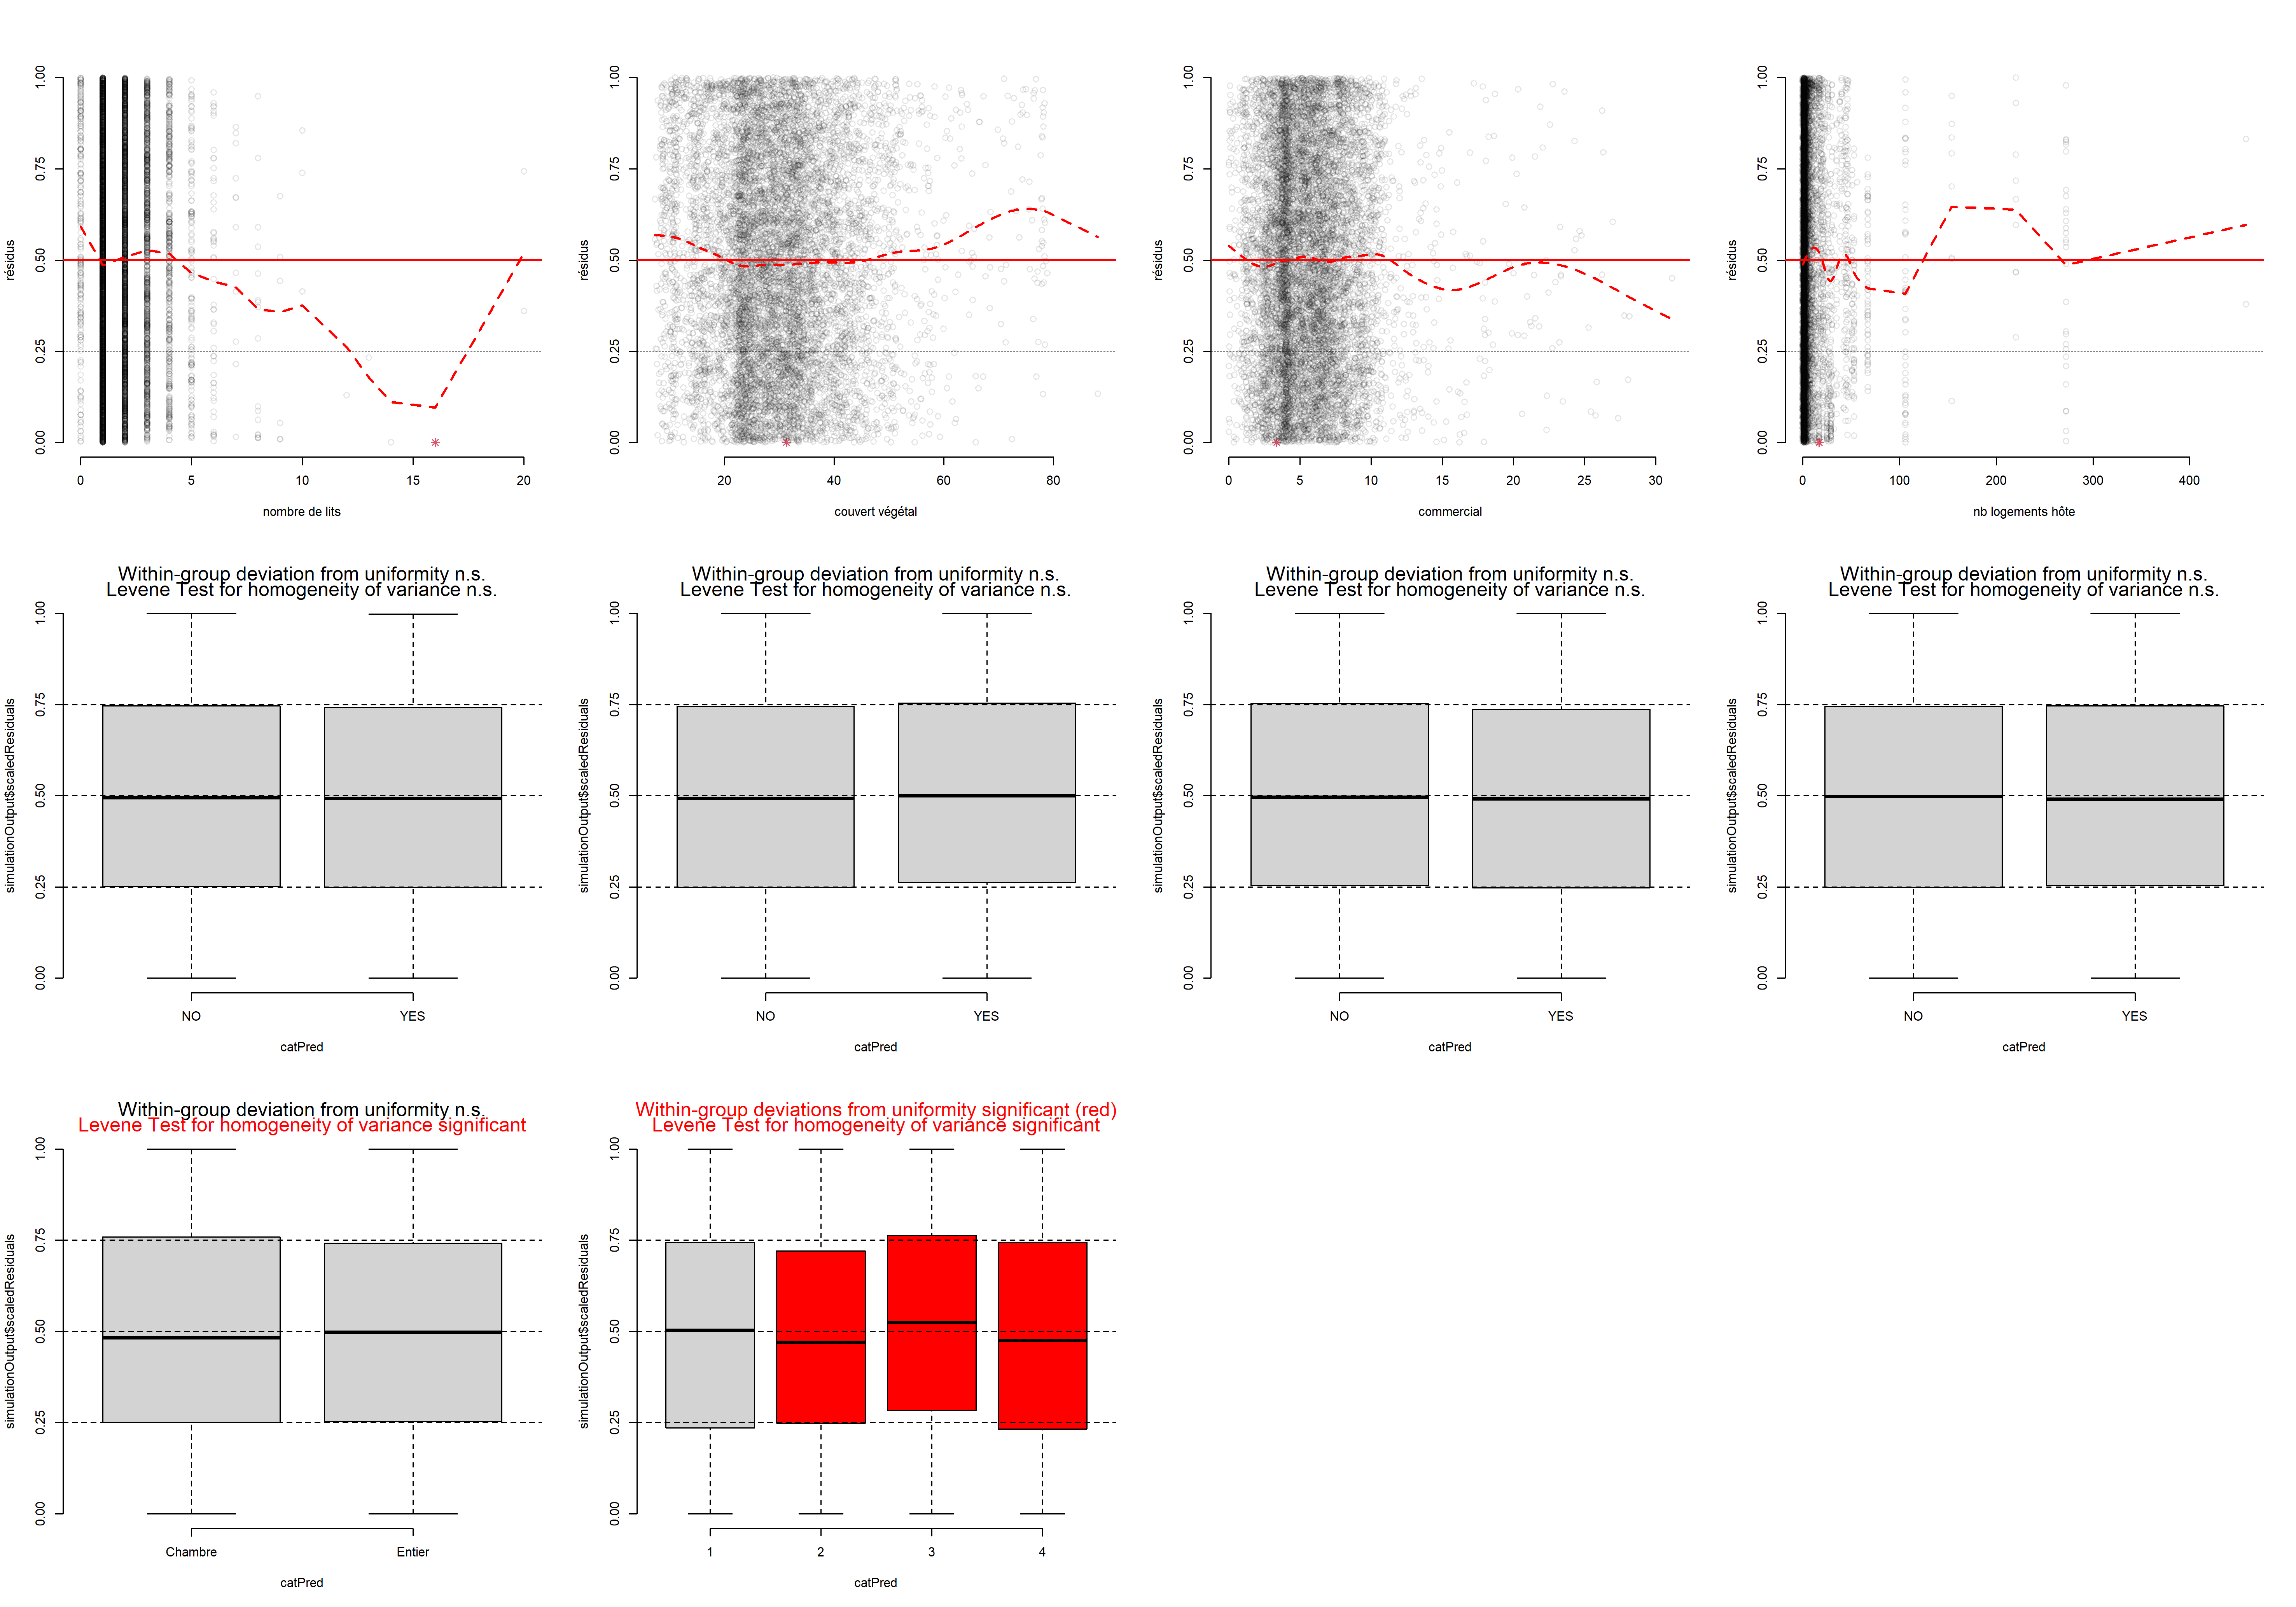 résidus
1.00
0.75
0.50
0.25
0.00
0 5 10 15 20
nombre de lits
résidus
1.00
0.75
0.50
0.25
0.00
20 40 60 80
couvert végétal
résidus
1.00
0.75
0.50
0.25
0.00
0 5 10 15 20 25 30
commercial
résidus
1.00
0.75
0.50
0.25
0.00
0 100 200 300 400
nb logements hôte
Within-group deviation from uniformity n.s.
Levene Test for homogeneity of variance n.s.
simulationOutput$scaledResiduals
1.00
0.75
0.50
0.25
0.00
NO YES
catPred
Within-group deviation from uniformity n.s.
Levene Test for homogeneity of variance n.s.
simulationOutput$scaledResiduals
1.00
0.75
0.50
0.25
0.00
NO YES
catPred
Within-group deviation from uniformity n.s.
Levene Test for homogeneity of variance n.s.
simulationOutput$scaledResiduals
1.00
0.75
0.50
0.25
0.00
NO YES
catPred
Within-group deviation from uniformity n.s.
Levene Test for homogeneity of variance n.s.
simulationOutput$scaledResiduals
1.00
0.75
0.50
0.25
0.00
NO YES
catPred
Within-group deviation from uniformity n.s.
Levene Test for homogeneity of variance significant
simulationOutput$scaledResiduals
1.00
0.75
0.50
0.25
0.00
Chambre Entier
catPred
Within-group deviations from uniformity significant (red)
Levene Test for homogeneity of variance significant
simulationOutput$scaledResiduals
1.00
0.75
0.50
0.25
0.00
1 2 3 4
catPred